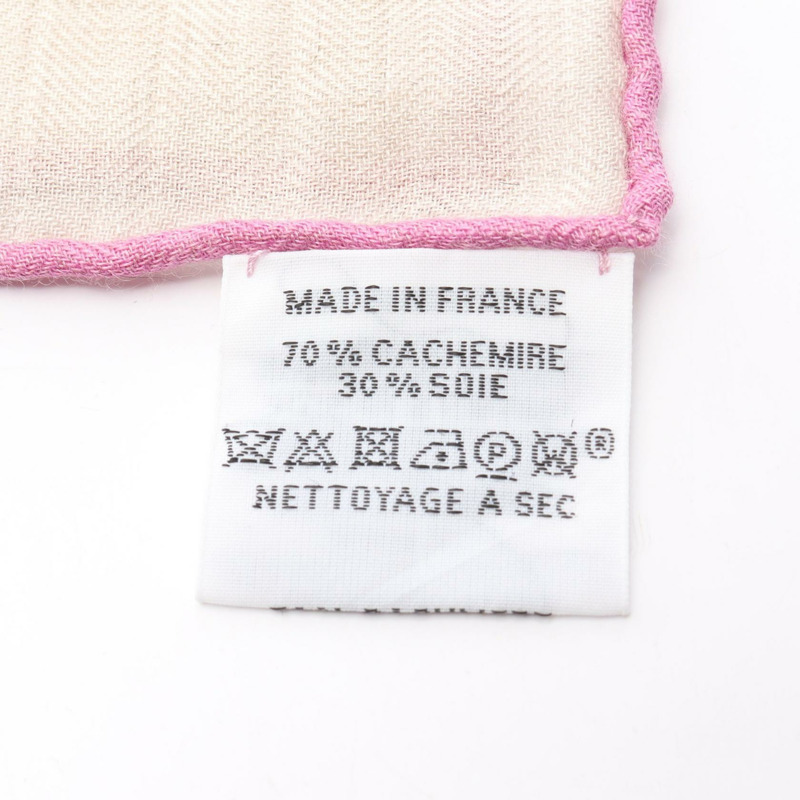 MADE IN FRANCE
70% CACHEMIRE
30% SOIE
P W ®
NETTOYAGE A SEC